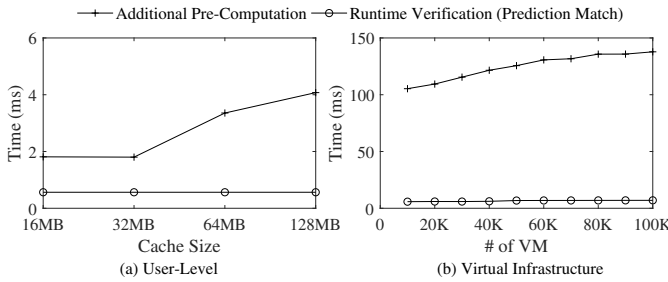 Additional Pre-Computation Runtime Verification (Prediction Match)
6
4
2
0
Time (ms)
16MB 32MB 64MB 128MB
Cache Size
(a) User-Level
150
100
50
0
Time (ms)
0 20K 40K 60K 80K 100K
# of VM
(b) Virtual Infrastructure